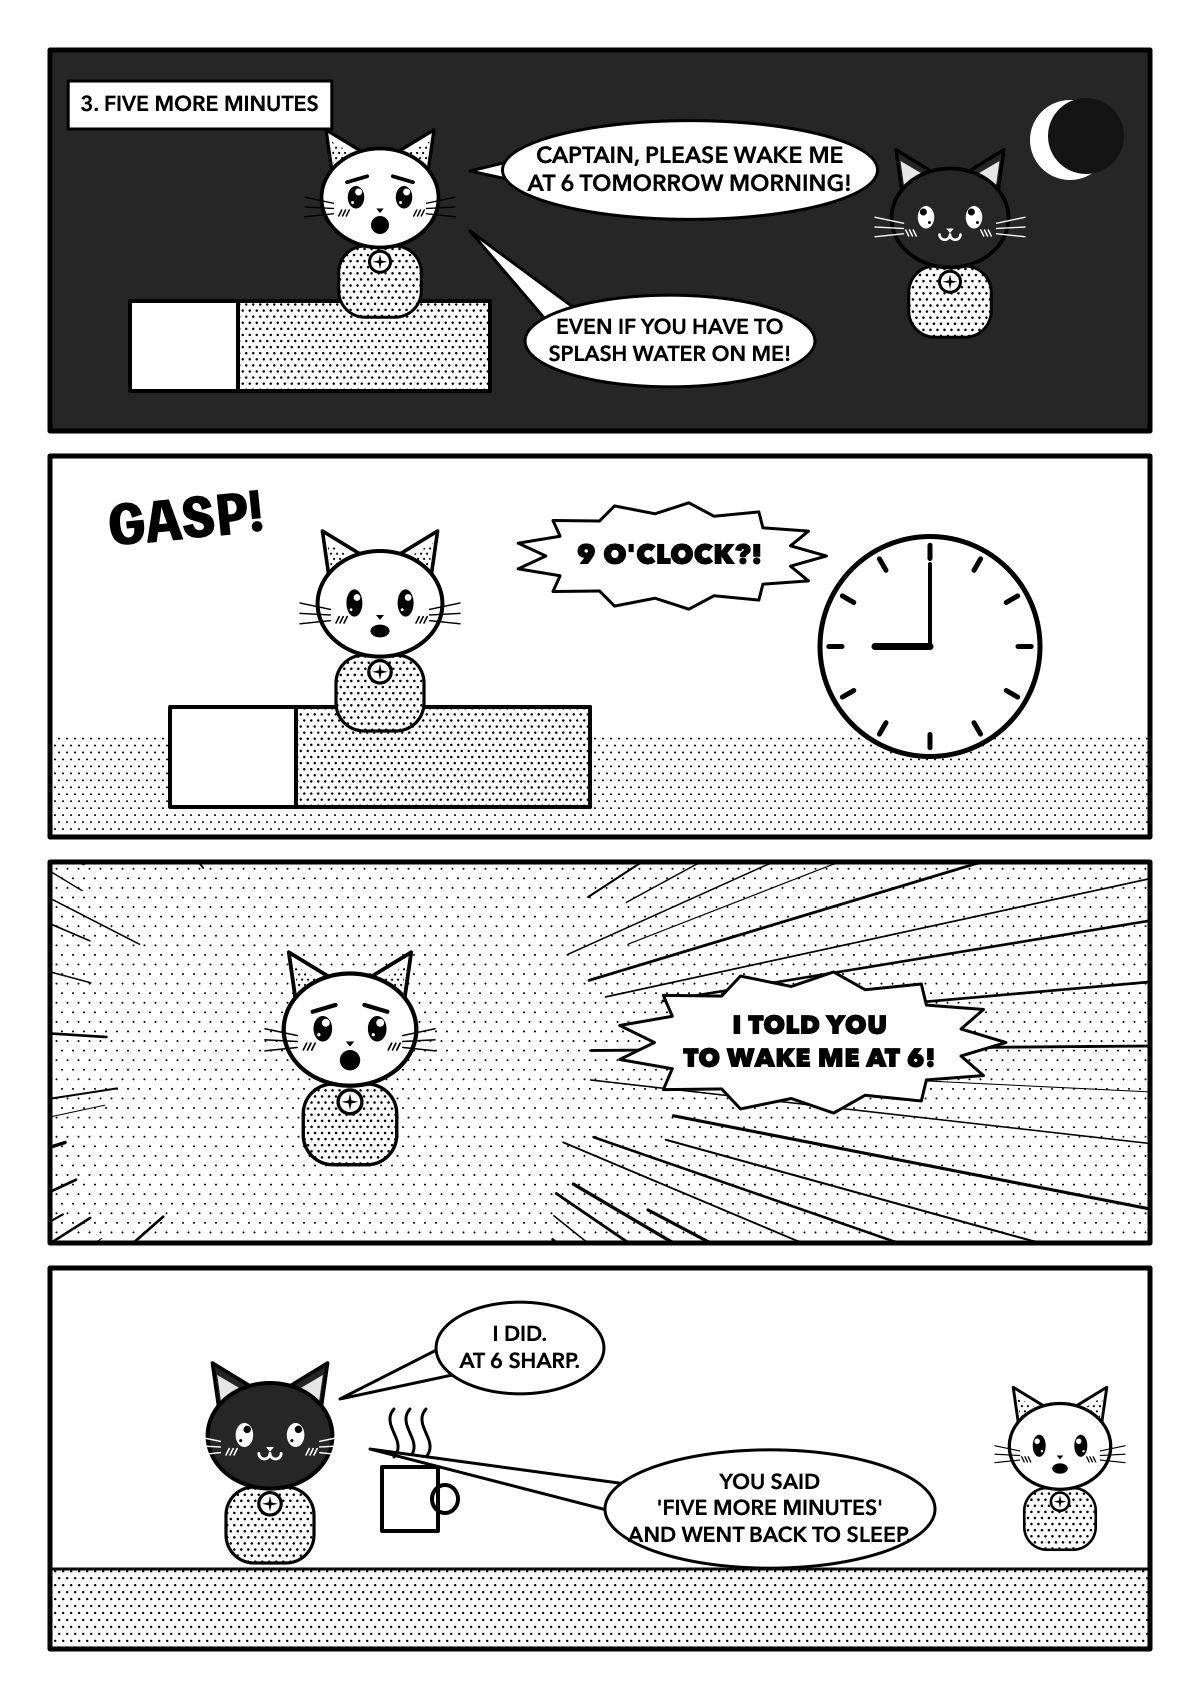 3. FIVE MORE MINUTES
CAPTAIN, PLEASE WAKE ME
AT 6 TOMORROW MORNING!
EVEN IF YOU HAVE TO
SPLASH WATER ON ME!
GASP!
9 O'CLOCK?!
I TOLD YOU
TO WAKE ME AT 6!
I DID.
AT 6 SHARP.
YOU SAID
'FIVE MORE MINUTES'
AND WENT BACK TO SLEEP.